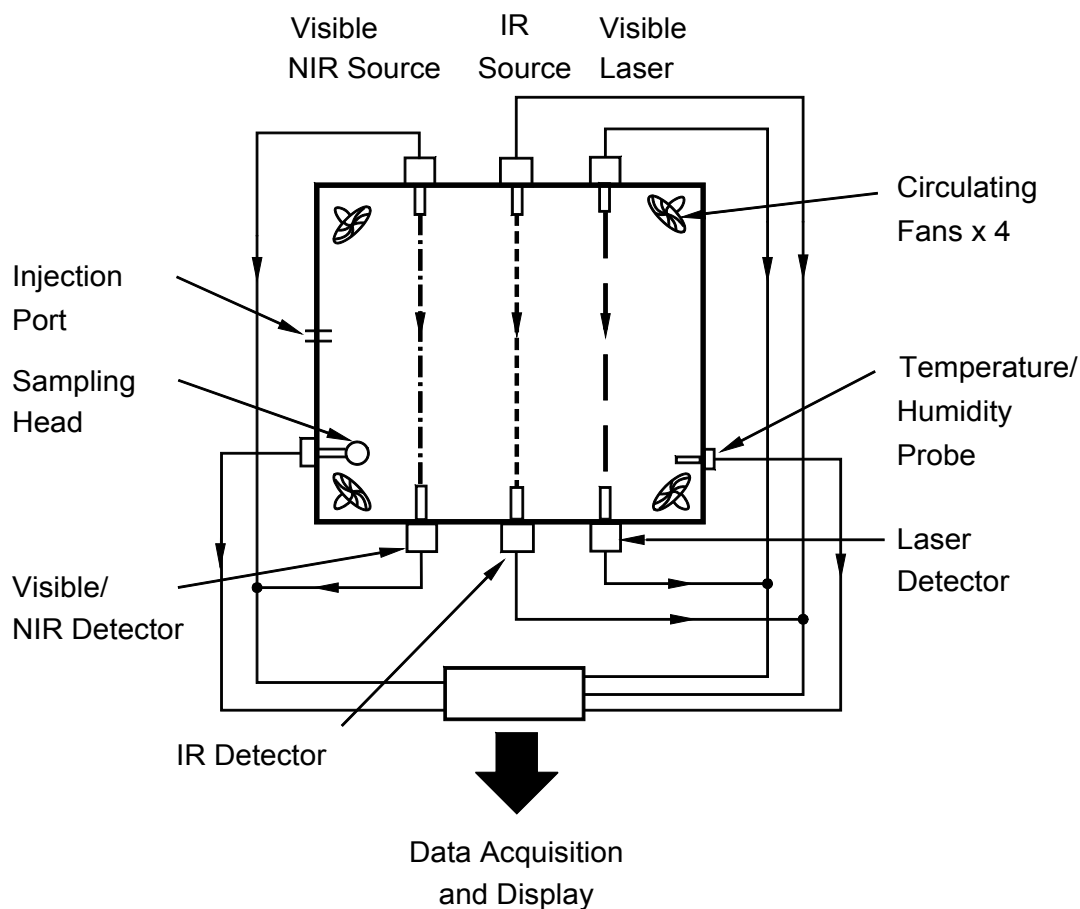 Visible
NIR Source
IR
Source
Visible
Laser
Circulating
Fans x 4
Injection
Port
Sampling
Head
Temperature/
Humidity
Probe
Laser
Detector
Visible/
NIR Detector
IR Detector
Data Acquisition
and Display